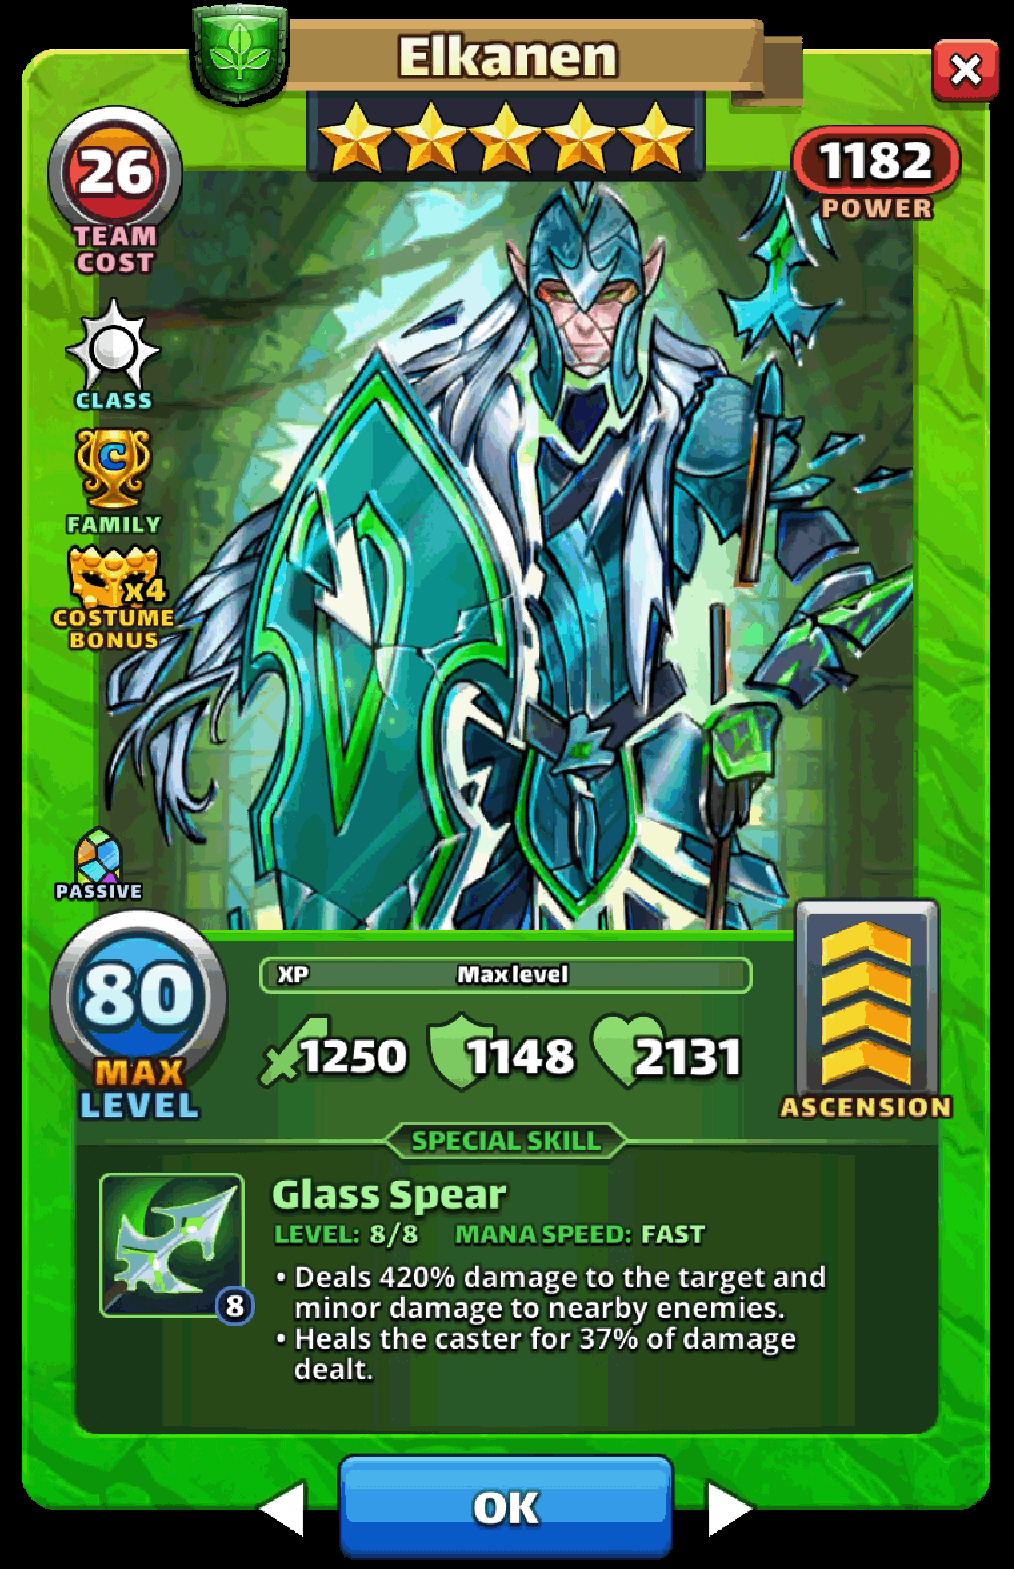 Elkanen
26
TEAM
COST
1182
POWER
CLASS
C
FAMILY
x4
COSTUME
BONUS
PASSIVE
80
MAX
LEVEL
XP Max level
1250 1148 2131
ASCENSION
SPECIAL SKILL
Glass Spear
LEVEL: 8/8 MANA SPEED: FAST
• Deals 420% damage to the target and
minor damage to nearby enemies.
• Heals the caster for 37% of damage
dealt.
8
OK